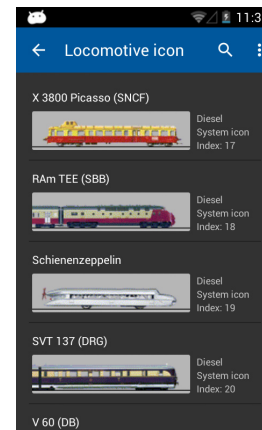 11:3
Locomotive icon
X 3800 Picasso (SNCF)
Diesel
System icon
Index: 17
RAm TEE (SBB)
Diesel
System icon
Index: 18
Schienenzeppelin
Diesel
System icon
Index: 19
SVT 137 (DRG)
Diesel
System icon
Index: 20
V 60 (DB)